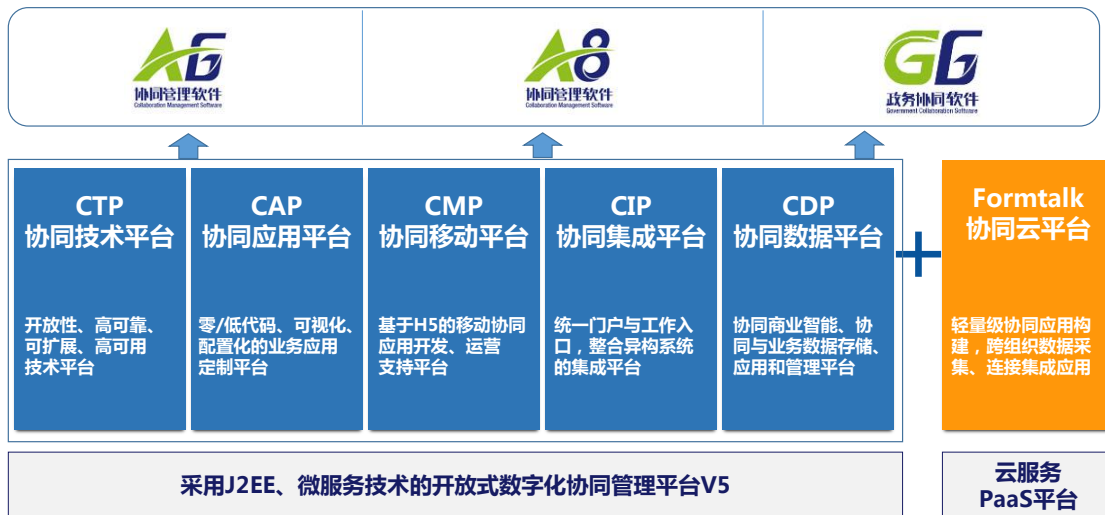 A6
协同管理软件
Collaboration Management Software
A8
协同管理软件
Collaboration Management Software
G6
政务协同软件
Government Collaboration Software
CTP
协同技术平台
开放性、高可靠、
可扩展、高可用
技术平台
CAP
协同应用平台
零/低代码、可视化、
配置化的业务应用
定制平台
CMP
协同移动平台
基于H5的移动协同
应用开发、运营
支持平台
CIP
协同集成平台
统一门户与工作入
口，整合异构系统
的集成平台
CDP
协同数据平台
协同商业智能、协
同与业务数据存储、
应用和管理平台
Formtalk
协同云平台
轻量级协同应用构
建，跨组织数据采
集、连接集成应用
采用J2EE、微服务技术的开放式数字化协同管理平台V5
云服务
PaaS平台